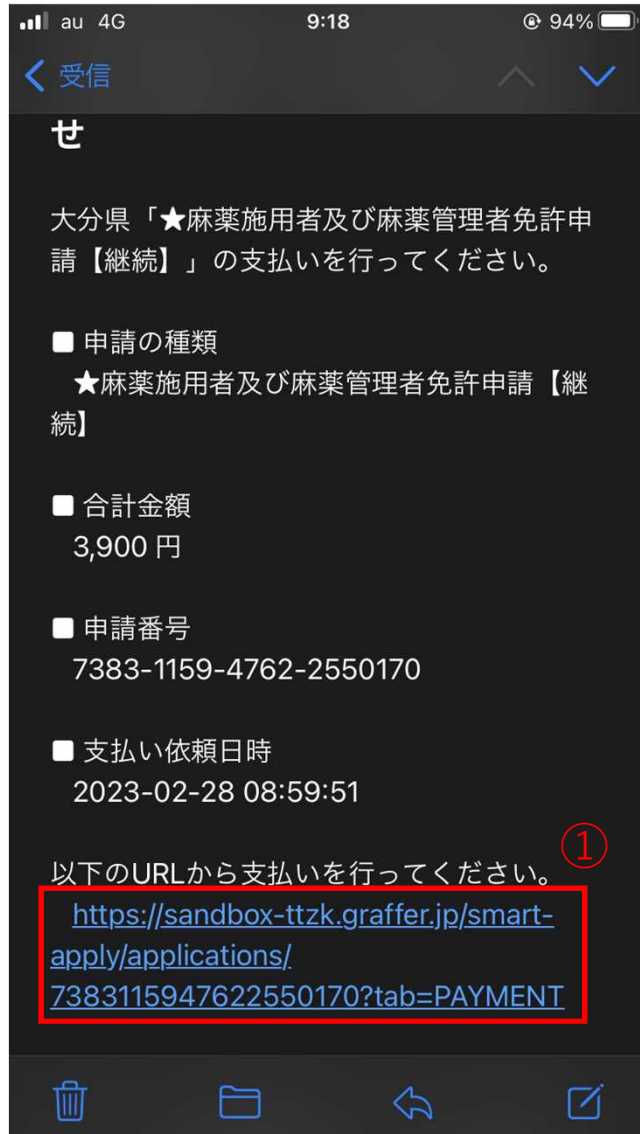 au 4G 9:18 94%
受信
せ
大分県「★麻薬施用者及び麻薬管理者免許申
請【継続】」の支払いを行ってください。
■ 申請の種類
★麻薬施用者及び麻薬管理者免許申請【継
続】
■ 合計金額
3,900 円
■ 申請番号
7383-1159-4762-2550170
■ 支払い依頼日時
2023-02-28 08:59:51
①
以下のURLから支払いを行ってください。
https://sandbox-ttzk.graffer.jp/smart-
apply/applications/
7383115947622550170?tab=PAYMENT